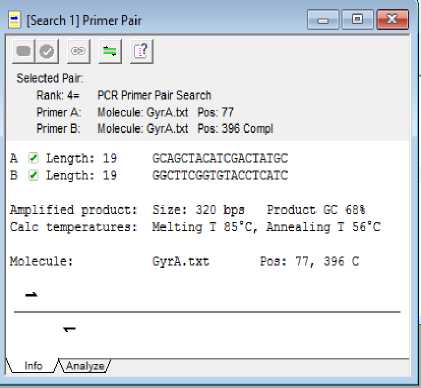 [Search 1] Primer Pair
Selected Pair:
Rank: 4= PCR Primer Pair Search
Primer A: Molecule: GyrA.txt Pos: 77
Primer B: Molecule: GyrA.txt Pos: 396 Compl
A Length: 19 GCAGCTACATCGACTATGC
B Length: 19 GGCTTCGGTGTACCTCATC
Amplified product: Size: 320 bps Product GC 68%
Calc temperatures: Melting T 85°C, Annealing T 56°C
Molecule: GyrA.txt Pos: 77, 396 C
Info Analyze